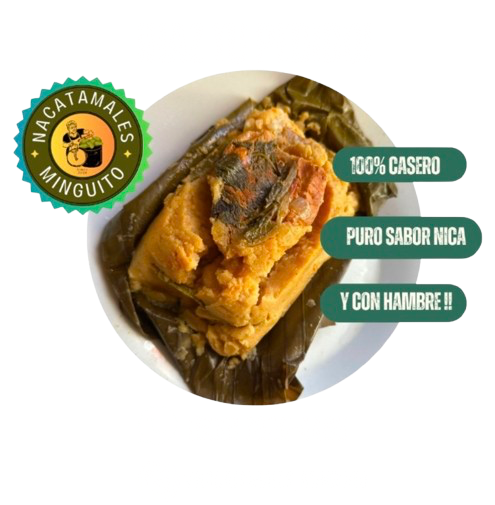 NACATAMALES
MINGUITO
100% CASERO
PURO SABOR NICA
Y CON HAMBRE !!